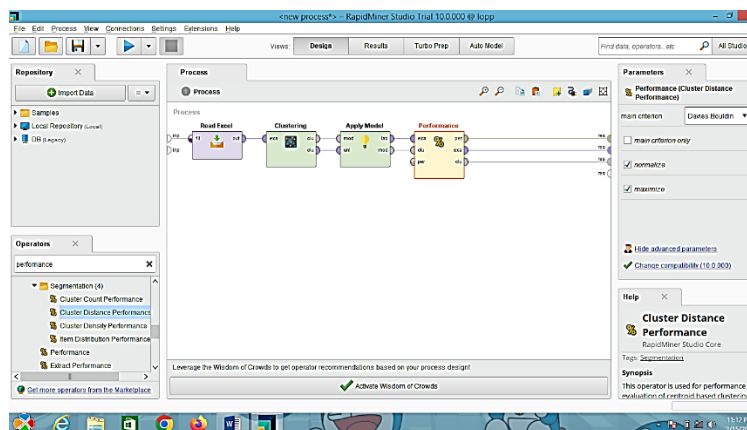 <new process*> – RapidMiner Studio Trial 10.0.000 @ lopp
File Edit Process View Connections Settings Extensions Help
Views: Design Results Turbo Prep Auto Model
Find data, operators...etc All Studio
Repository
Import Data
Samples
Local Repository (Local)
DB (Legacy)
Process
Process
Process
Read Excel
Clustering
Apply Model
Performance
inp
inp
fil out
exa clu
clu
mod lab
unl mod
exa per
clu exa
per clu
res
res
res
res
Parameters
Performance (Cluster Distance
Performance)
main criterion Davies Bouldin
main criterion only
normalize
maximize
Hide advanced parameters
Change compatibility (10.0.000)
Operators
perfomance
Segmentation (4)
Cluster Count Performance
Cluster Distance Performance
Cluster Density Performance
Item Distribution Performance
Performance
Extract Performance
Get more operators from the Marketplace
Leverage the Wisdom of Crowds to get operator recommendations based on your process design!
Activate Wisdom of Crowds
Help
Cluster Distance
Performance
RapidMiner Studio Core
Tags: Segmentation
Synopsis
This operator is used for performance
evaluation of centroid based clustering